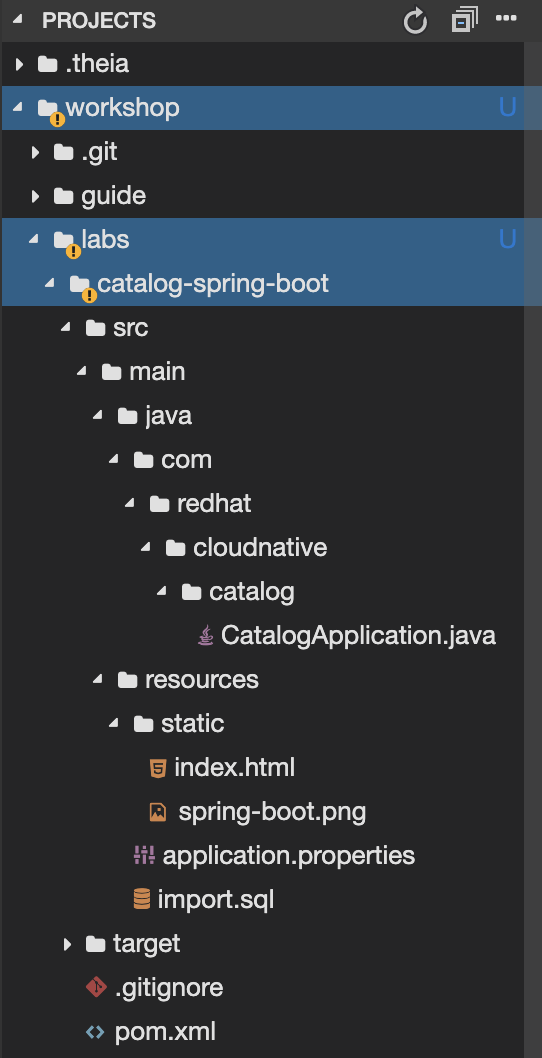 PROJECTS
.theia
workshop U
.git
guide
labs U
catalog-spring-boot
src
main
java
com
redhat
cloudnative
catalog
CatalogApplication.java
resources
static
index.html
spring-boot.png
application.properties
import.sql
target
.gitignore
pom.xml